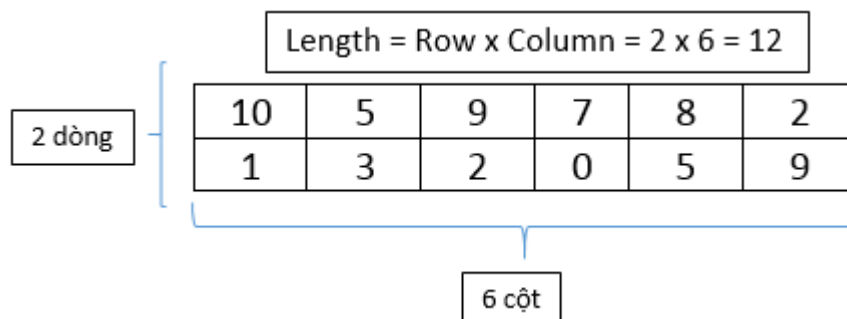 Length = Row x Column = 2 x 6 = 12
10 5 9 7 8 2
2 dòng
1 3 2 0 5 9
6 cột